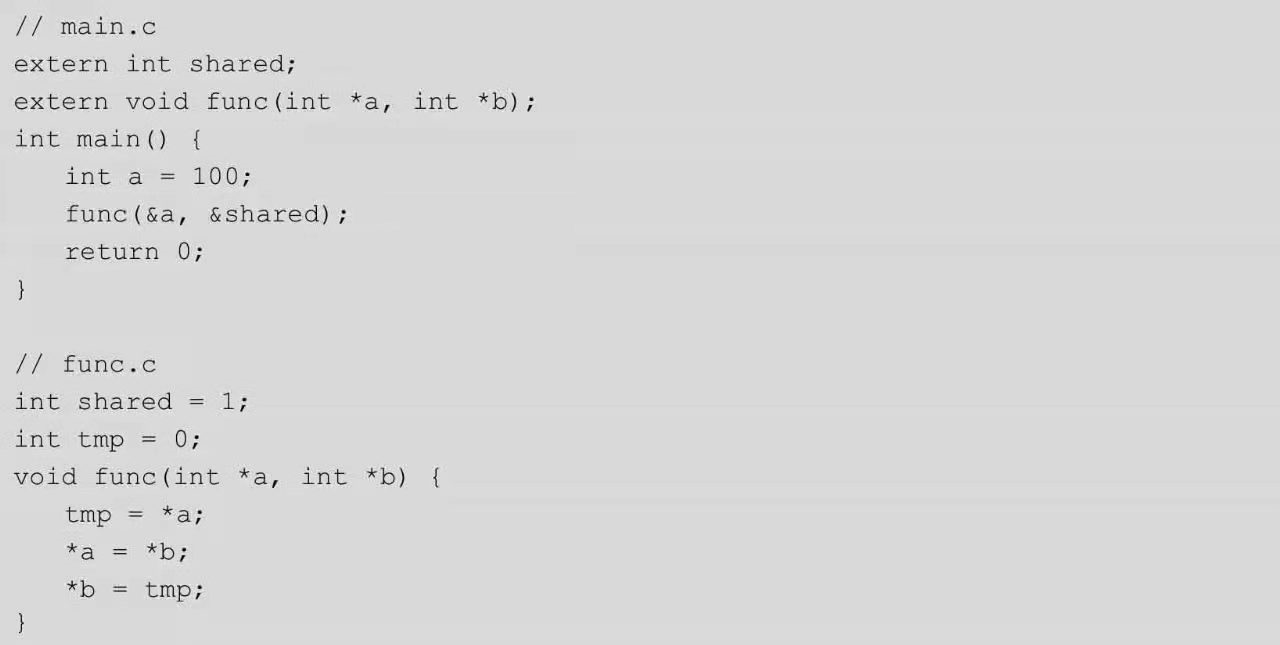 // main.c
extern int shared;
extern void func(int *a, int *b);
int main() {
int a = 100;
func(&a, &shared);
return 0;
}
// func.c
int shared = 1;
int tmp = 0;
void func(int *a, int *b) {
tmp = *a;
*a = *b;
*b = tmp;
}